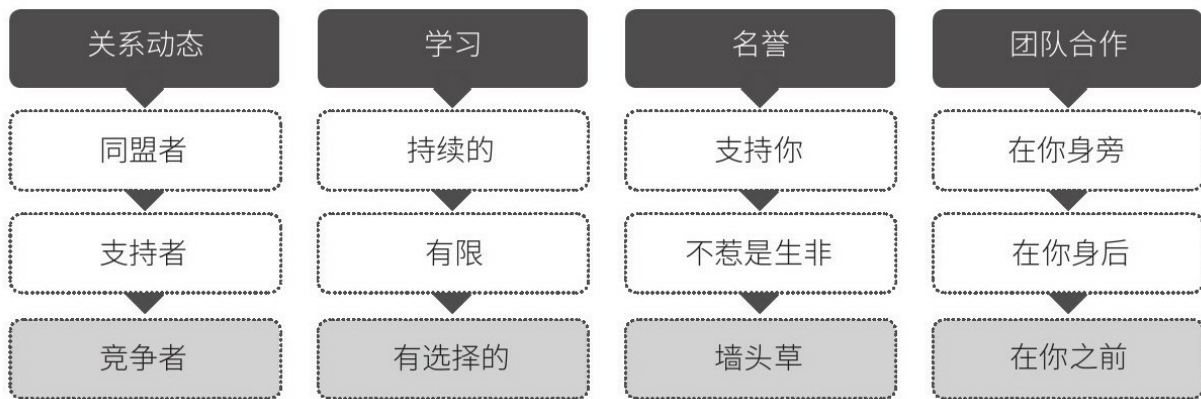 关系动态
学习
名誉
团队合作
同盟者
持续的
支持你
在你身旁
支持者
有限
不惹是生非
在你身后
竞争者
有选择的
墙头草
在你之前